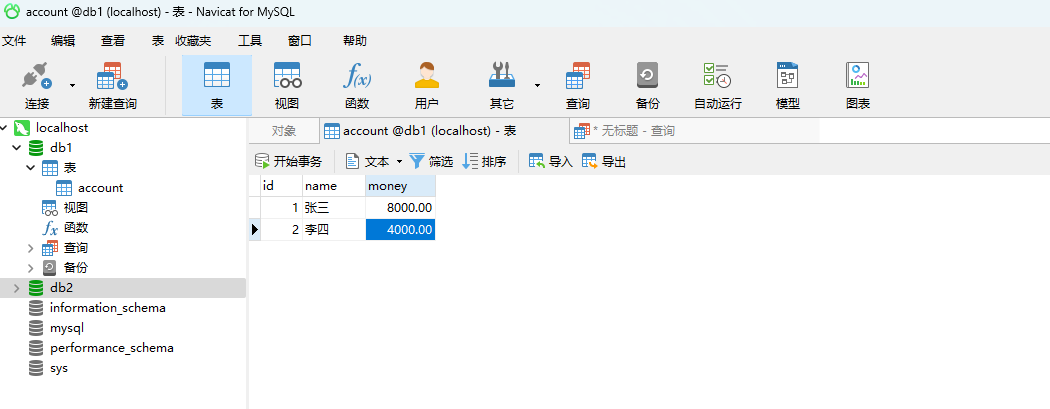 account @db1 (localhost) - 表 - Navicat for MySQL
文件 编辑 查看 表 收藏夹 工具 窗口 帮助
f(x)
连接 新建查询 表 视图 函数 用户 其它 查询 备份 自动运行 模型 图表
localhost
db1
表
account
视图
fx 函数
查询
备份
db2
information_schema
mysql
performance_schema
sys
对象 account @db1 (localhost) - 表 * 无标题 - 查询
开始事务 文本 筛选 排序 导入 导出
id name money
1 张三 8000.00
2 李四 4000.00